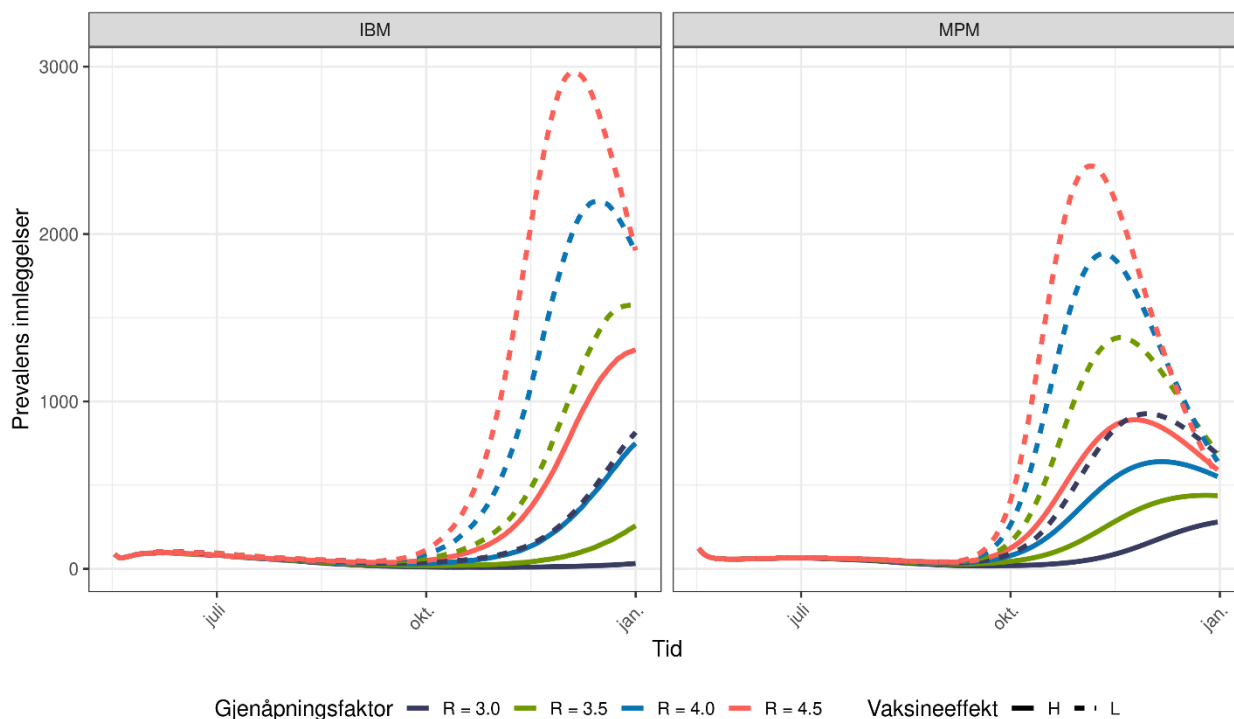 IBM
MPM
Prevalens innleggelser
3000
2000
1000
0
juli
okt.
jan.
juli
okt.
jan.
Tid
Gjenåpningsfaktor R = 3.0 R = 3.5 R = 4.0 R = 4.5 Vaksineeffekt H L